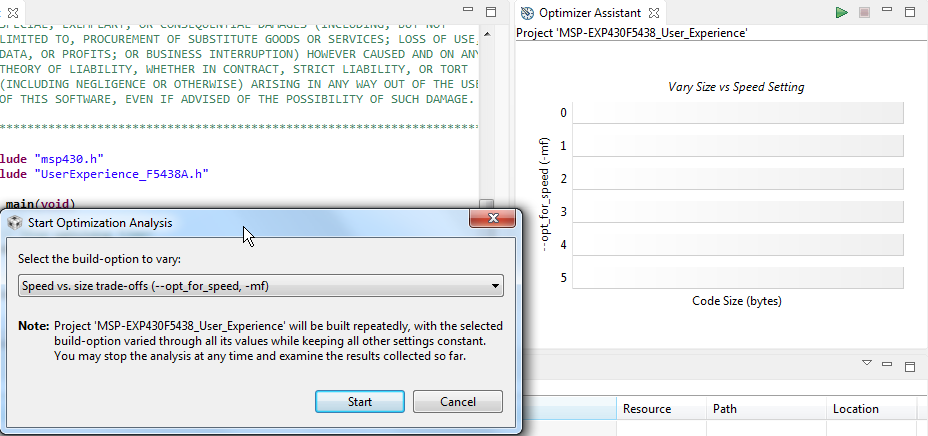 SPECIAL, EXEMPLARY, OR CONSEQUENTIAL DAMAGES (INCLUDING, BUT NOT
LIMITED TO, PROCUREMENT OF SUBSTITUTE GOODS OR SERVICES; LOSS OF USE,
DATA, OR PROFITS; OR BUSINESS INTERRUPTION) HOWEVER CAUSED AND ON ANY
THEORY OF LIABILITY, WHETHER IN CONTRACT, STRICT LIABILITY, OR TORT
(INCLUDING NEGLIGENCE OR OTHERWISE) ARISING IN ANY WAY OUT OF THE USE
OF THIS SOFTWARE, EVEN IF ADVISED OF THE POSSIBILITY OF SUCH DAMAGE.
lude "msp430.h"
lude "UserExperience_F5438A.h"
main(void)
Optimizer Assistant
Project 'MSP-EXP430F5438_User_Experience'
Vary Size vs Speed Setting
--opt_for_speed (-mf)
0
1
2
3
4
5
Code Size (bytes)
Start Optimization Analysis
Select the build-option to vary:
Speed vs. size trade-offs (--opt_for_speed, -mf)
Note: Project 'MSP-EXP430F5438_User_Experience' will be built repeatedly, with the selected
build-option varied through all its values while keeping all other settings constant.
You may stop the analysis at any time and examine the results collected so far.
Start Cancel
Resource Path Location